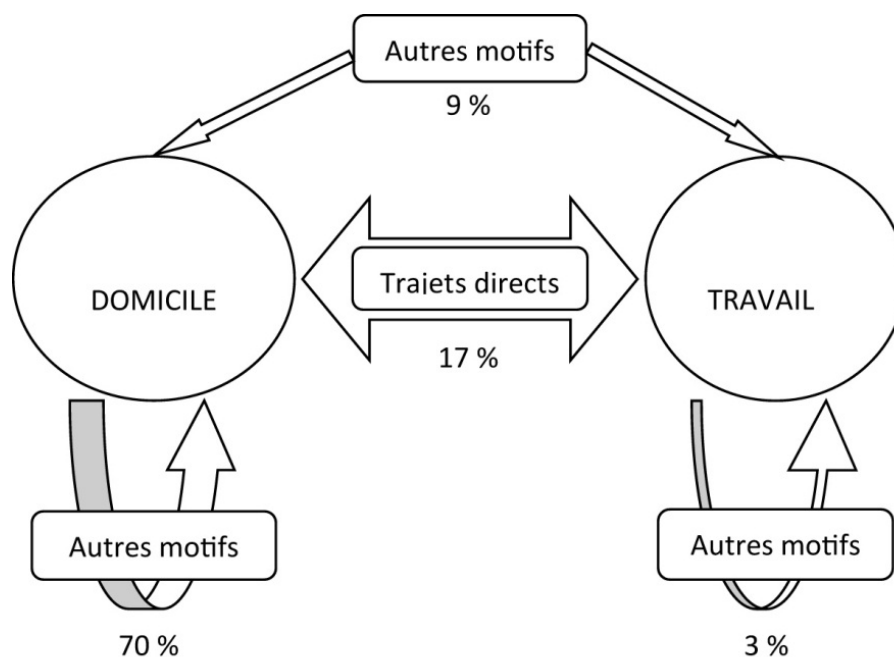 Autres motifs
9 %
DOMICILE
Trajets directs
TRAVAIL
17 %
Autres motifs
Autres motifs
70 %
3 %